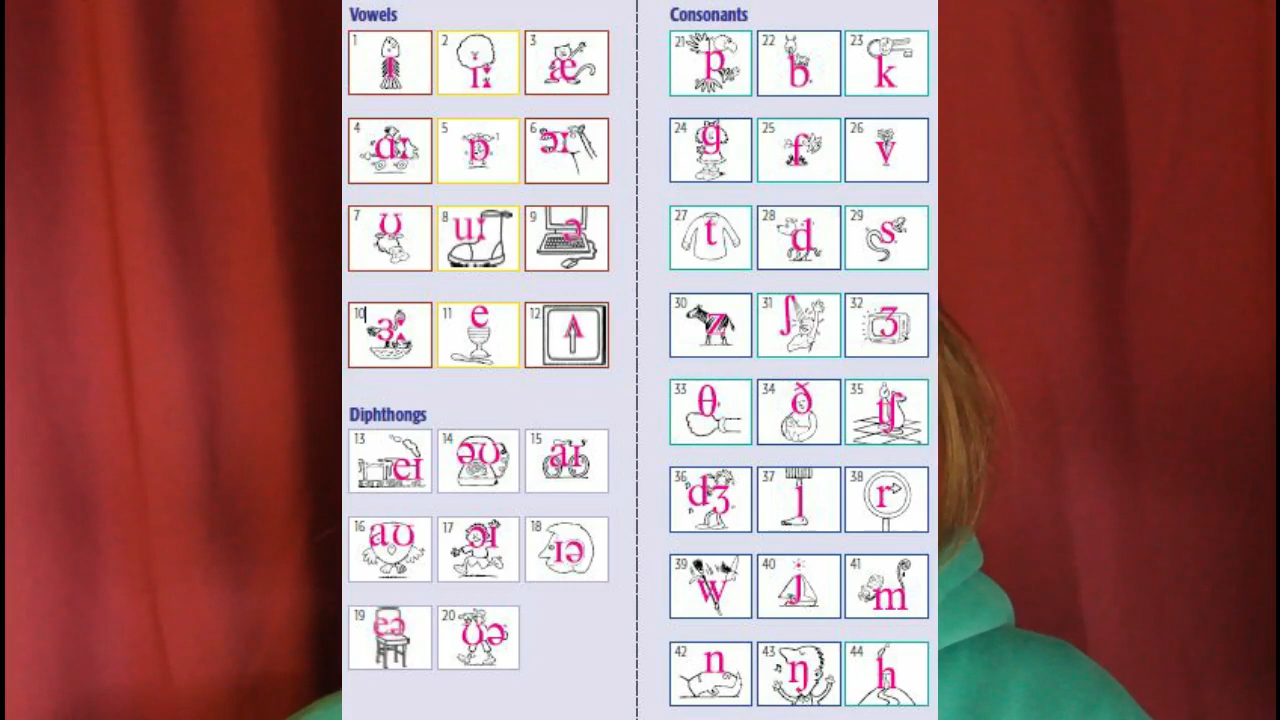 Vowels
1 ɪ 2 iː 3 æ
4 ɑː 5 ɒ 6 ɔː
7 ʊ 8 uː 9 ə
10 ɜː 11 e 12 ʌ
Diphthongs
13 eɪ 14 əʊ 15 aɪ
16 aʊ 17 ɔɪ 18 ɪə
19 eə 20 ʊə
Consonants
21 p 22 b 23 k
24 g 25 f 26 v
27 t 28 d 29 s
30 z 31 ʃ 32 ʒ
33 θ 34 ð 35 tʃ
36 dʒ 37 l 38 r
39 w 40 j 41 m
42 n 43 ŋ 44 h